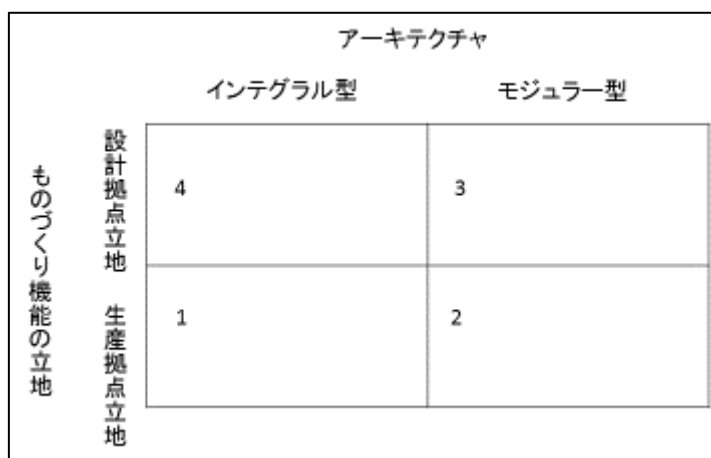 アーキテクチャ
インテグラル型
モジュラー型
ものづくり機能の立地
設計拠点立地
4
3
生産拠点立地
1
2